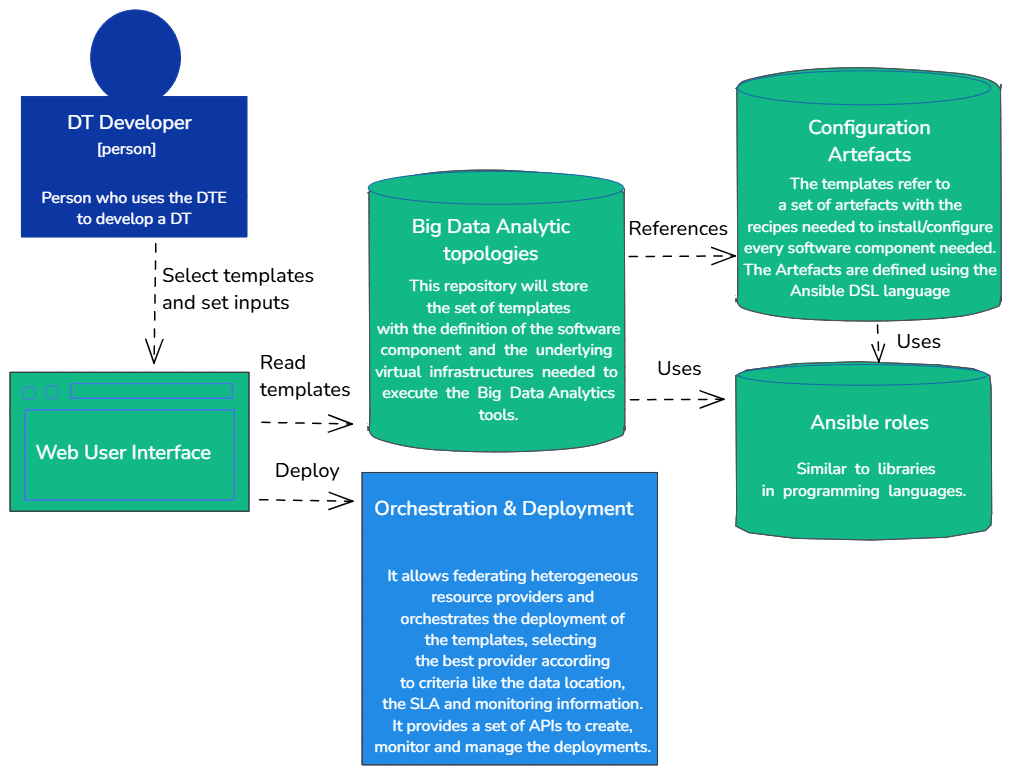 DT Developer
[person]
Person who uses the DTE
to develop a DT
Select templates
and set inputs
Web User Interface
Read
templates
Deploy
Big Data Analytic
topologies
This repository will store
the set of templates
with the definition of the software
component and the underlying
virtual infrastructures needed to
execute the Big Data Analytics
tools.
References
Uses
Configuration
Artefacts
The templates refer to
a set of artefacts with the
recipes needed to install/configure
every software component needed.
The Artefacts are defined using the
Ansible DSL language
Uses
Ansible roles
Similar to libraries
in programming languages.
Orchestration & Deployment
It allows federating heterogeneous
resource providers and
orchestrates the deployment of
the templates, selecting
the best provider according
to criteria like the data location,
the SLA and monitoring information.
It provides a set of APIs to create,
monitor and manage the deployments.